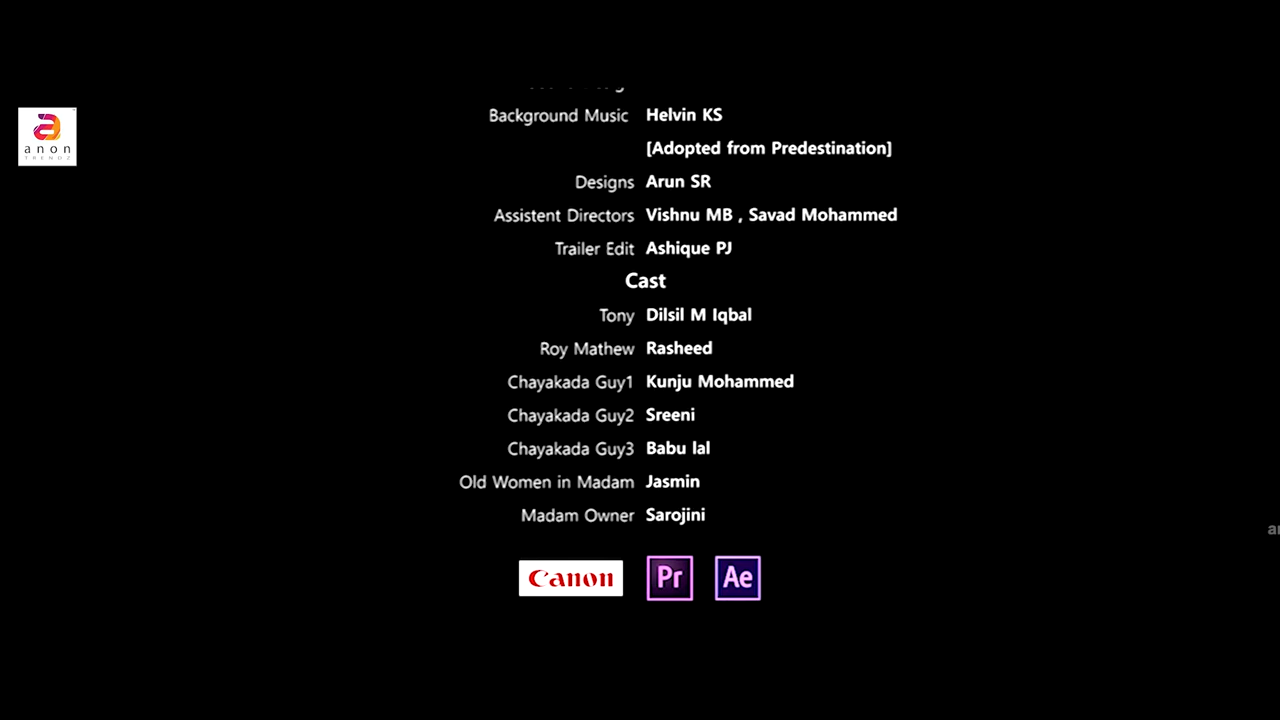 anon
TRENDZ
Background Music Helvin KS
[Adopted from Predestination]
Designs Arun SR
Assistent Directors Vishnu MB , Savad Mohammed
Trailer Edit Ashique PJ
Cast
Tony Dilsil M Iqbal
Roy Mathew Rasheed
Chayakada Guy1 Kunju Mohammed
Chayakada Guy2 Sreeni
Chayakada Guy3 Babu lal
Old Women in Madam Jasmin
Madam Owner Sarojini
Canon Pr Ae